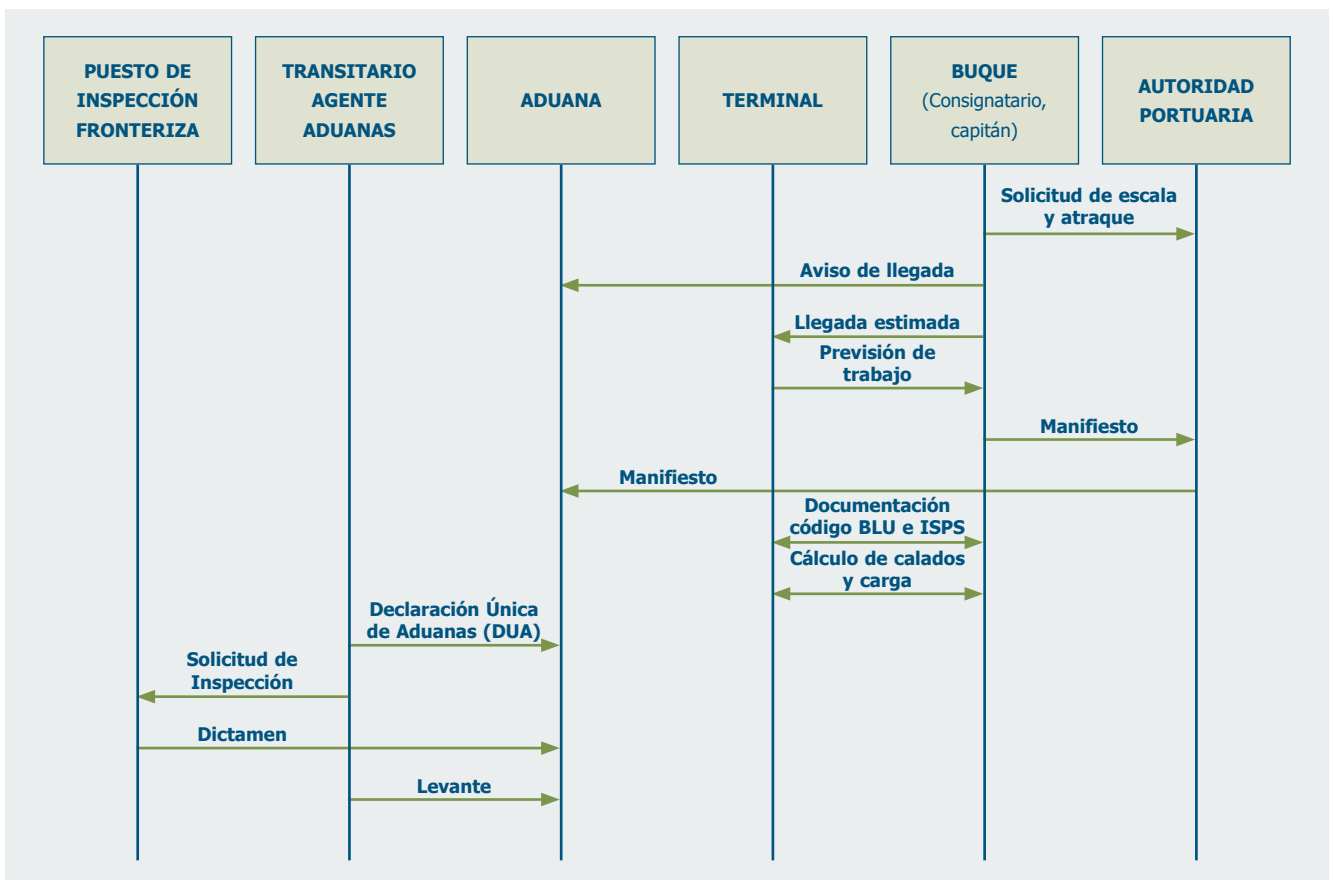 PUESTO DE
INSPECCIÓN
FRONTERIZA
TRANSITARIO
AGENTE
ADUANAS
ADUANA
TERMINAL
BUQUE
(Consignatario,
capitán)
AUTORIDAD
PORTUARIA
Solicitud de escala
y atraque
Aviso de llegada
Llegada estimada
Previsión de
trabajo
Manifiesto
Manifiesto
Documentación
código BLU e ISPS
Cálculo de calados
y carga
Declaración Única
de Aduanas (DUA)
Solicitud de
Inspección
Dictamen
Levante